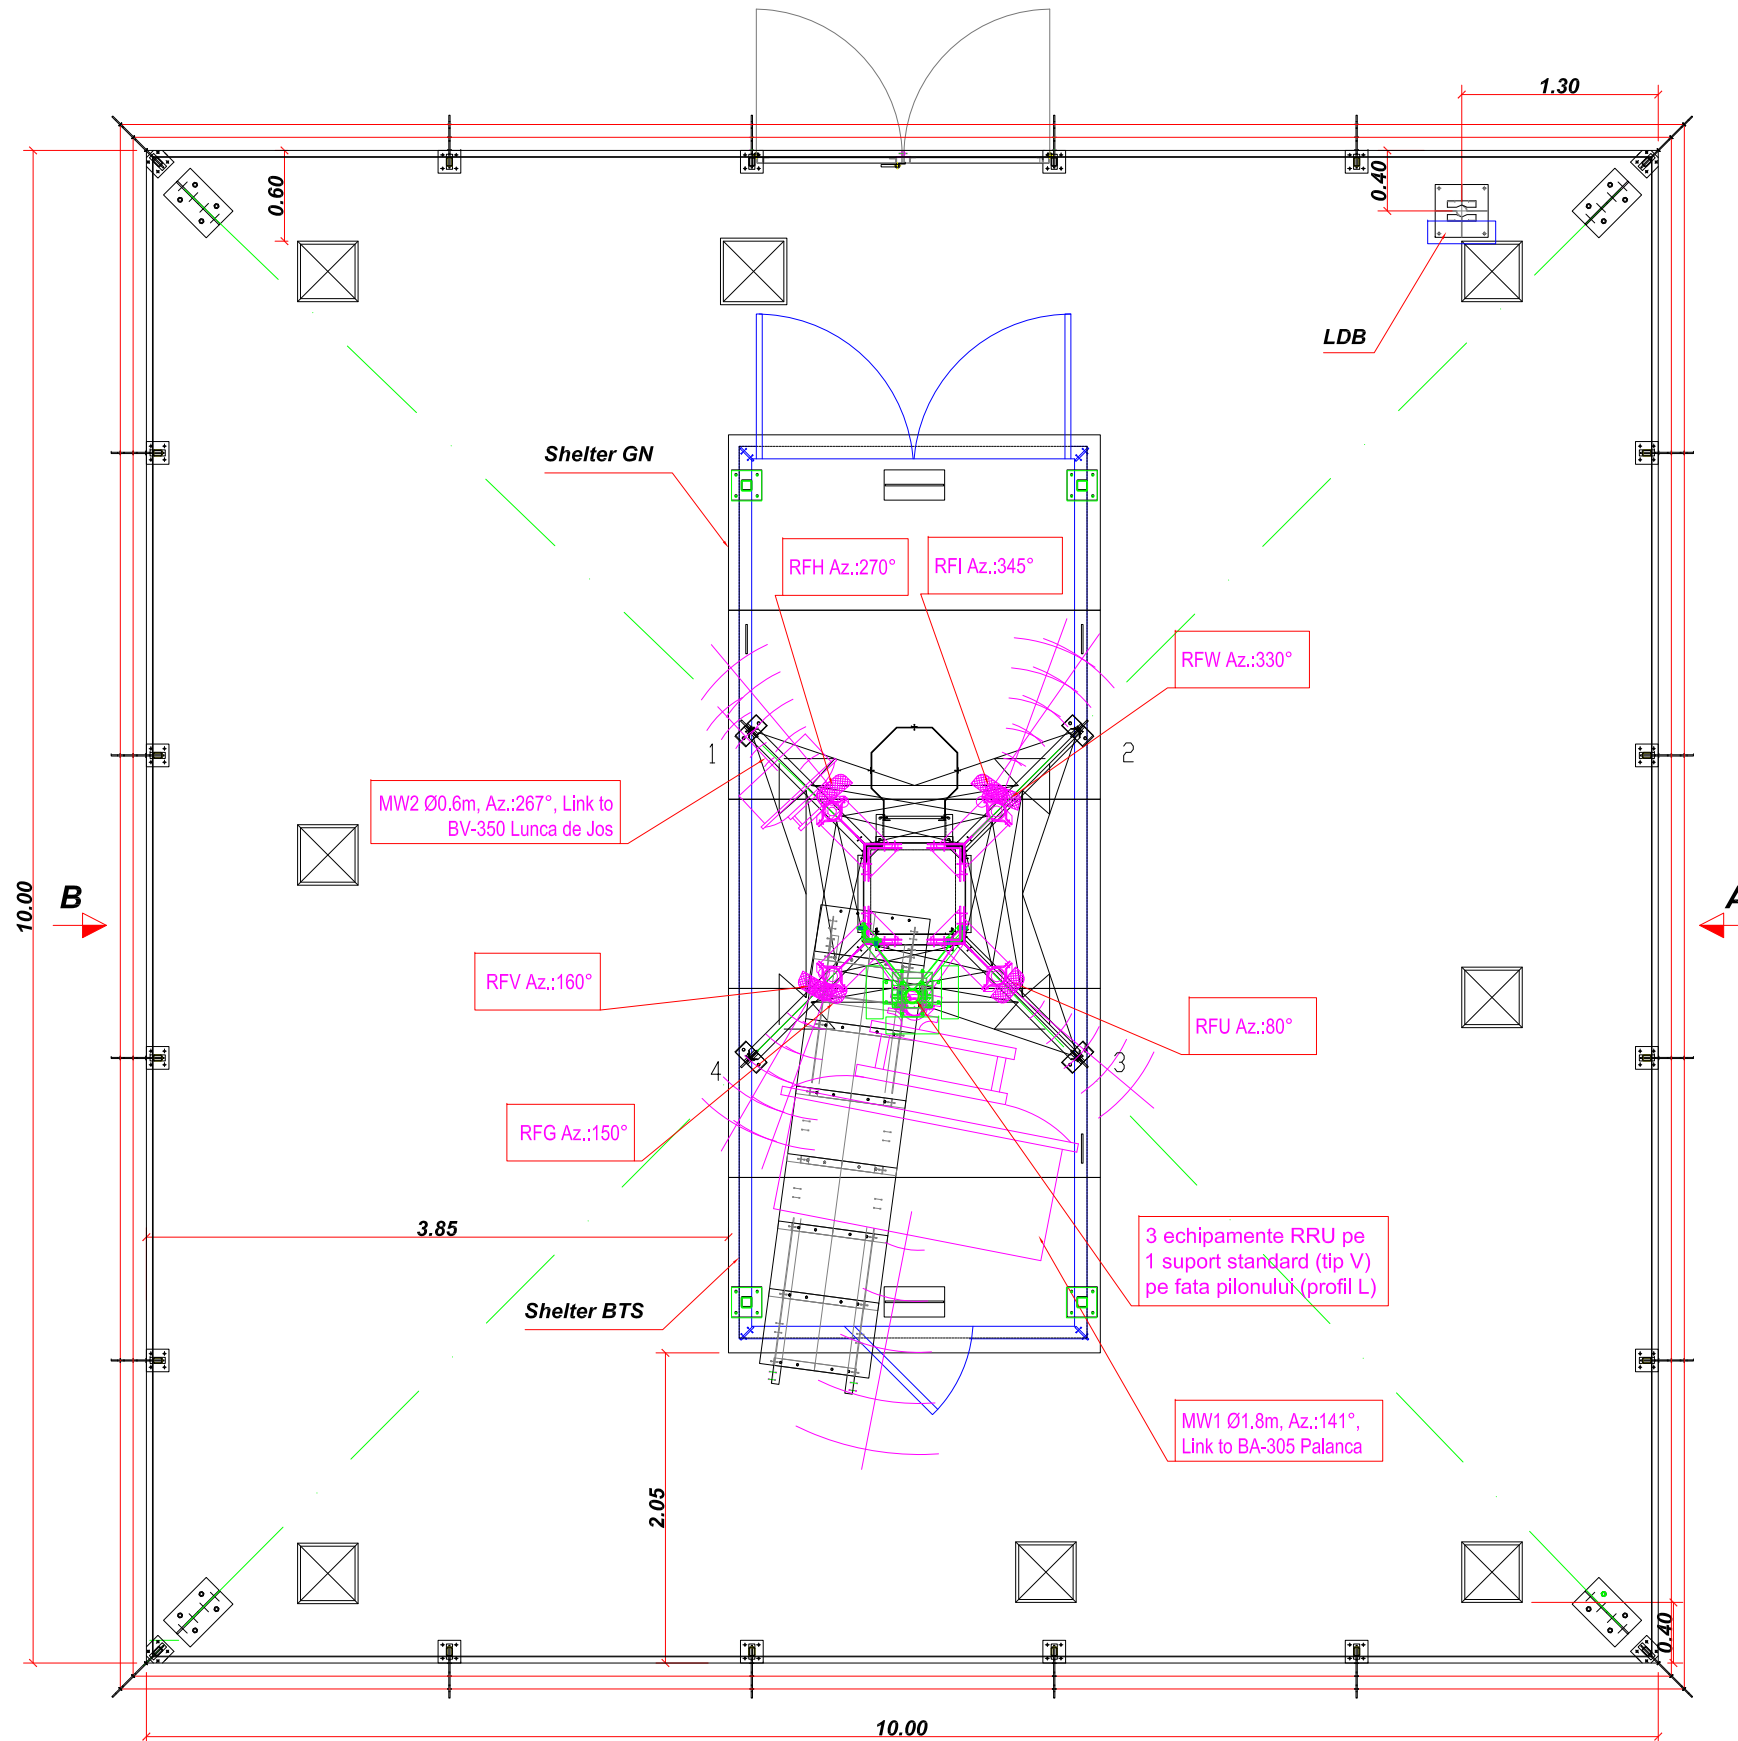 1.30
0.60
0.40
LDB
Shelter GN
RFH Az.:270°
RFI Az.:345°
RFW Az.:330°
1
2
MW2 Ø0.6m, Az.:267°, Link to
BV-350 Lunca de Jos
10.00
B
A
RFV Az.:160°
RFU Az.:80°
4
3
RFG Az.:150°
3.85
3 echipamente RRU pe
1 suport standard (tip V)
pe fata pilonului (profil L)
Shelter BTS
MW1 Ø1.8m, Az.:141°,
Link to BA-305 Palanca
2.05
0.40
10.00